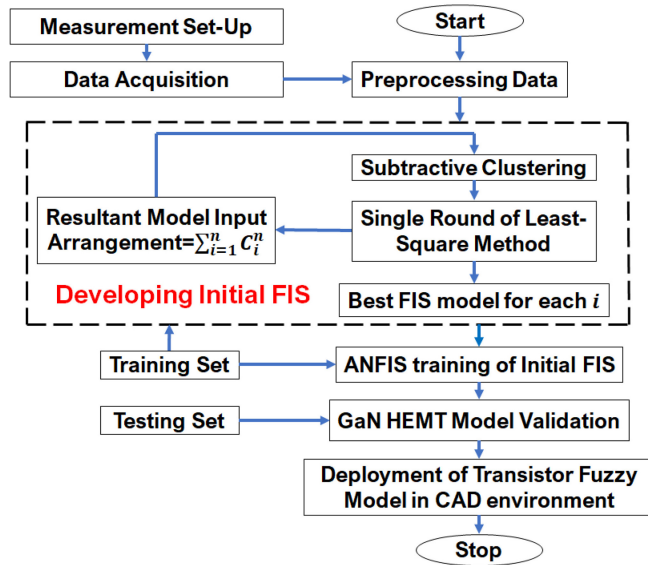 Measurement Set-Up
Start
Data Acquisition
Preprocessing Data
Subtractive Clustering
Resultant Model Input
Arrangement=∑ⁿᵢ₌₁ Cᵢⁿ
Single Round of Least-
Square Method
Developing Initial FIS
Best FIS model for each i
Training Set
ANFIS training of Initial FIS
Testing Set
GaN HEMT Model Validation
Deployment of Transistor Fuzzy
Model in CAD environment
Stop